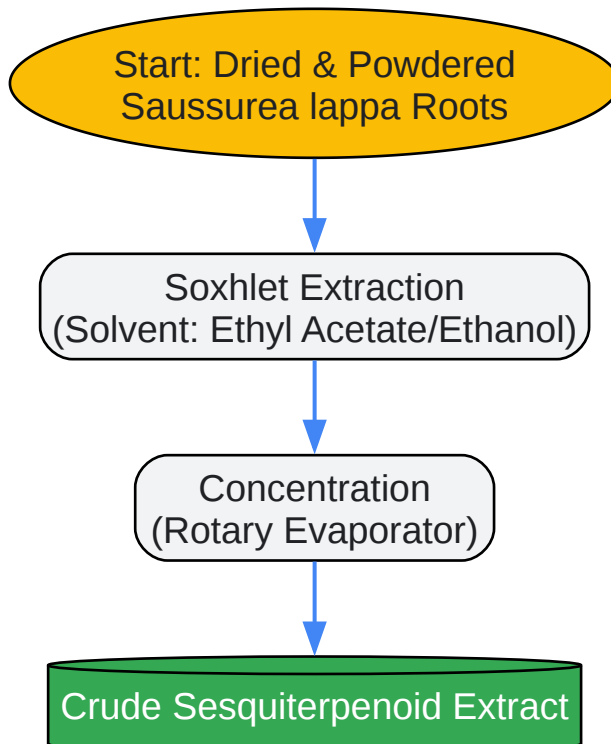 Start: Dried & Powdered
Saussurea lappa Roots
Soxhlet Extraction
(Solvent: Ethyl Acetate/Ethanol)
Concentration
(Rotary Evaporator)
Crude Sesquiterpenoid Extract